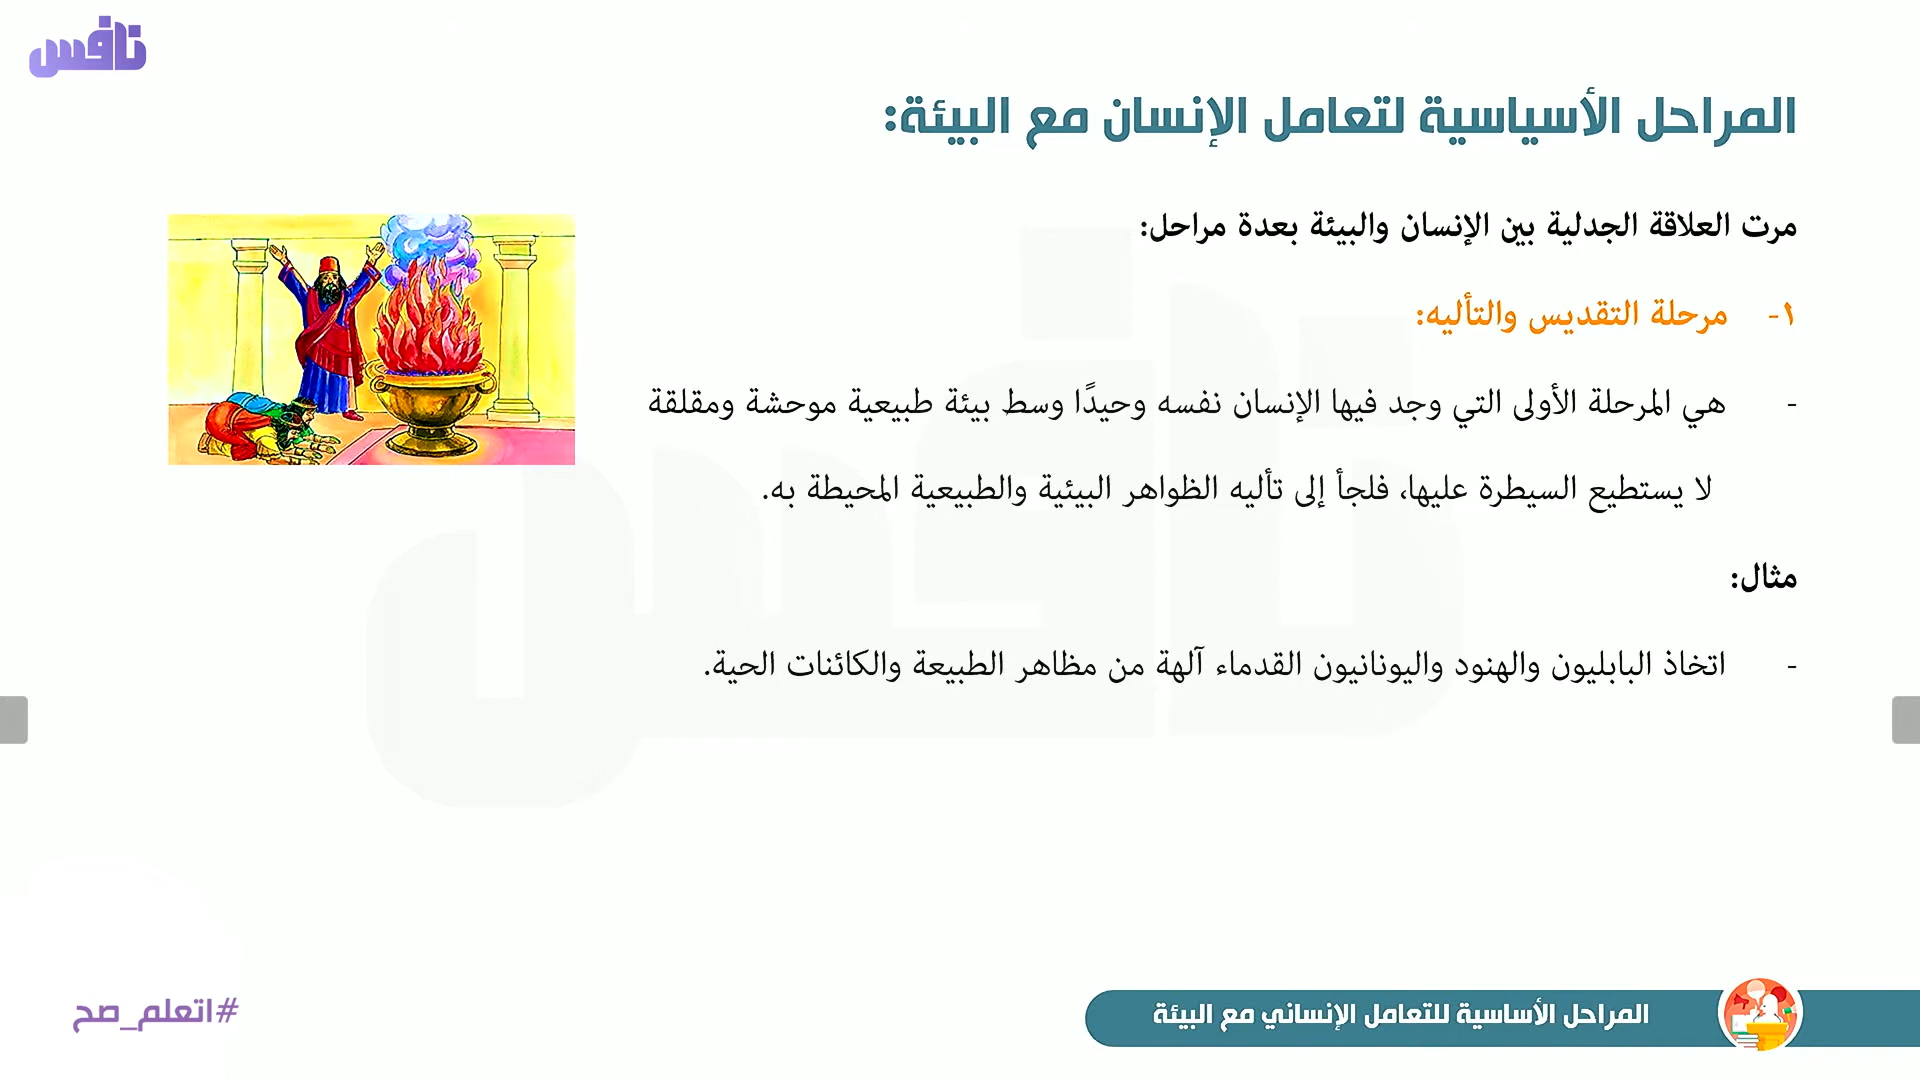 نافس
المراحل الأسياسية لتعامل الإنسان مع البيئة:
مرت العلاقة الجدلية بين الإنسان والبيئة بعدة مراحل:
١- مرحلة التقديس والتأليه:
- هي المرحلة الأولى التي وجد فيها الإنسان نفسه وحيدًا وسط بيئة طبيعية موحشة ومقلقة
لا يستطيع السيطرة عليها، فلجأ إلى تأليه الظواهر البيئية والطبيعية المحيطة به.
مثال:
- اتخاذ البابليون والهنود واليونانيون القدماء آلهة من مظاهر الطبيعة والكائنات الحية.
المراحل الأساسية للتعامل الإنساني مع البيئة
#اتعلم_صح